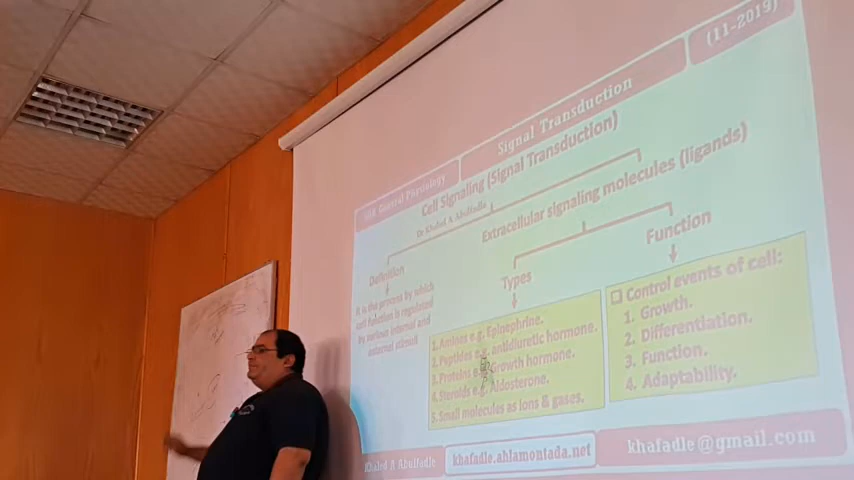 General Physiology
Signal Transduction
(11-2019)
Cell Signaling (Signal Transduction)
Dr. Khaled A Abulfadle
Extracellular signaling molecules (ligands)
Definition
It is the process by which
cell function is regulated
by various internal or
external stimuli
Types
1. Amines e.g. Epinephrine.
2. Peptides e.g. antidiuretic hormone.
3. Proteins e.g. Growth hormone.
4. Steroids e.g. Aldosterone.
5. Small molecules as ions & gases.
Function
Control events of cell:
1. Growth.
2. Differentiation.
3. Function.
4. Adaptability.
Khaled A Abulfadle
khafadle.ahlamontada.net/
khafadle@gmail.com